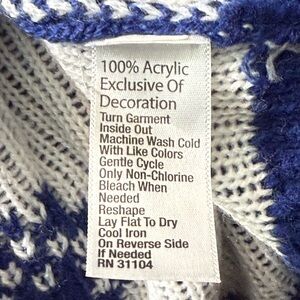 100% Acrylic
Exclusive Of
Decoration
Turn Garment
Inside Out
Machine Wash Cold
With Like Colors
Gentle Cycle
Only Non-Chlorine
Bleach When
Needed
Reshape
Lay Flat To Dry
Cool Iron
On Reverse Side
If Needed
RN 31104